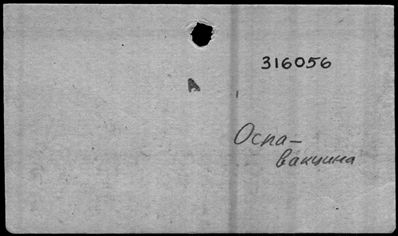 316056
А
Оспа-
вакцина